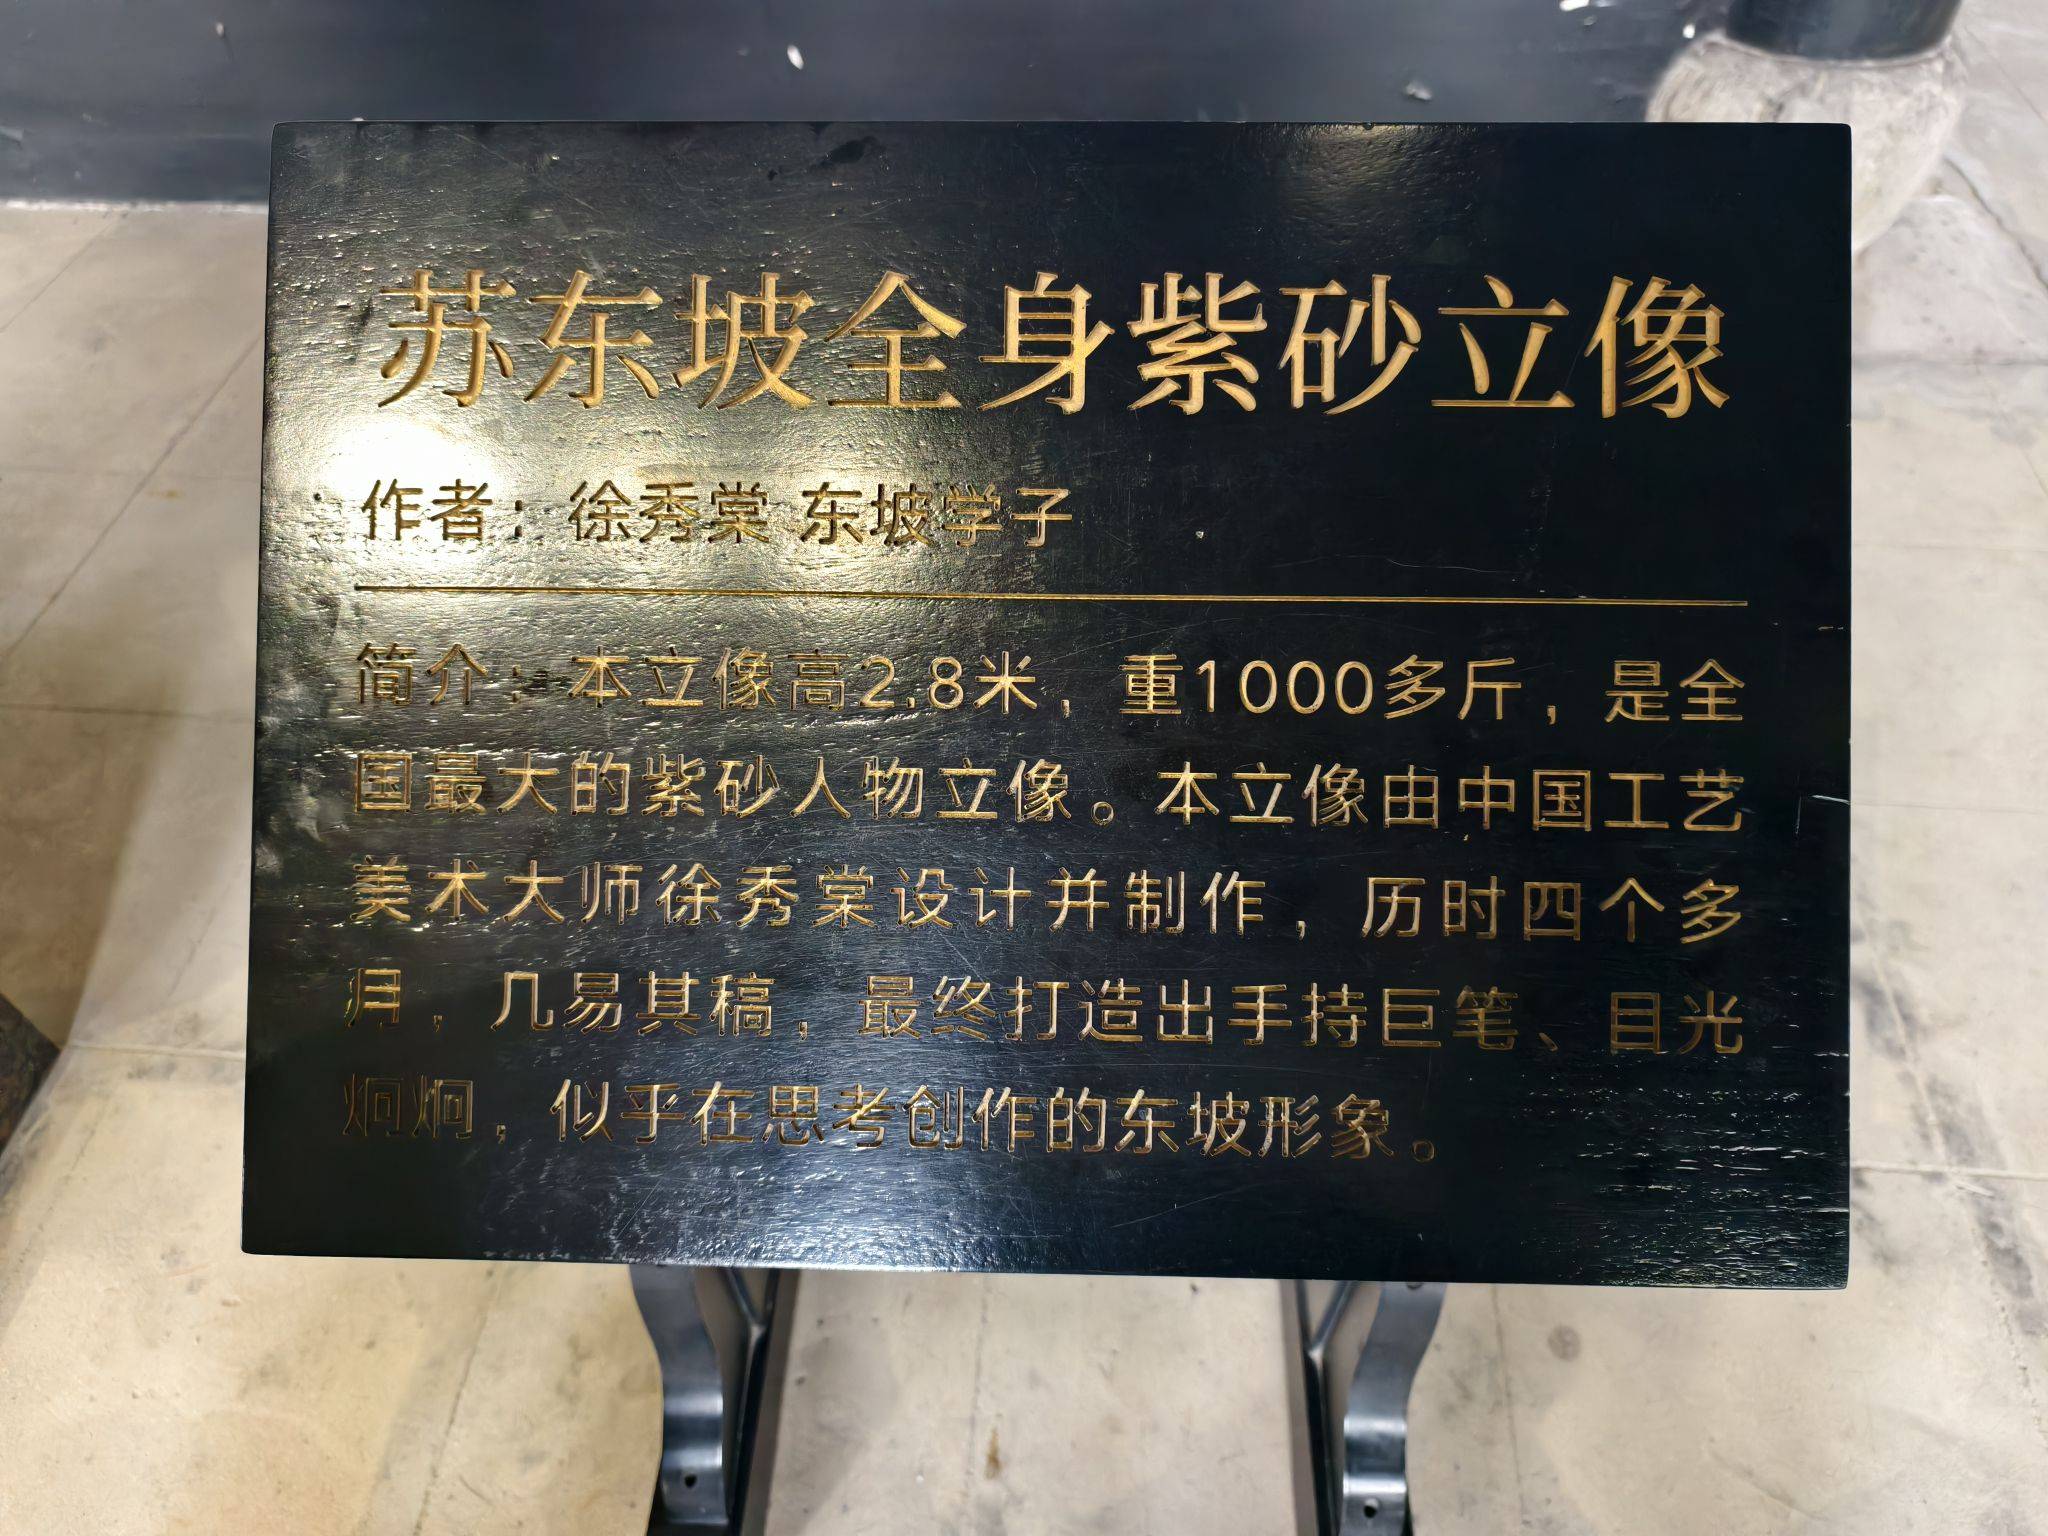 苏东坡全身紫砂立像
作者：徐秀棠 东坡学子
简介：本立像高2.8米，重1000多斤，是全
国最大的紫砂人物立像。本立像由中国工艺
美术大师徐秀棠设计并制作，历时四个多
月，几易其稿，最终打造出手持巨笔、目光
炯炯，似乎在思考创作的东坡形象。